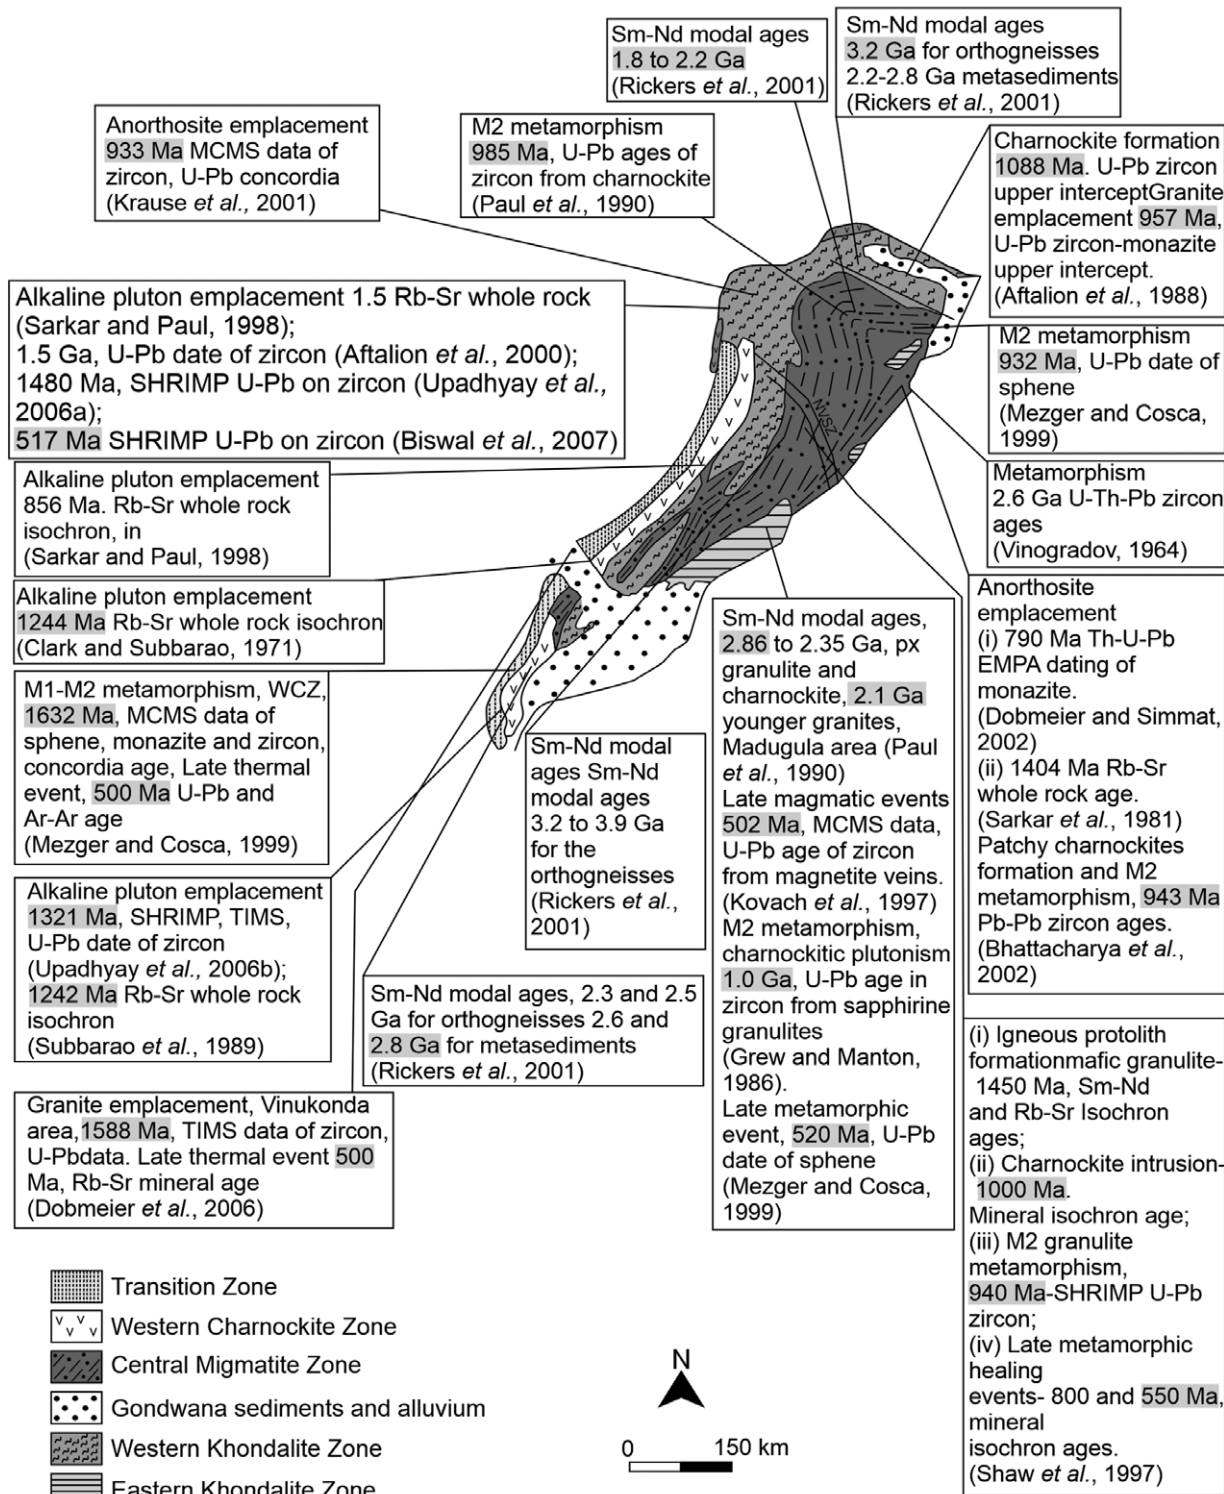 Sm-Nd modal ages
1.8 to 2.2 Ga
(Rickers et al., 2001)
Sm-Nd modal ages
3.2 Ga for orthogneisses
2.2-2.8 Ga metasediments
(Rickers et al., 2001)
Anorthosite emplacement
933 Ma MCMS data of
zircon, U-Pb concordia
(Krause et al., 2001)
M2 metamorphism
985 Ma, U-Pb ages of
zircon from charnockite
(Paul et al., 1990)
Charnockite formation
1088 Ma. U-Pb zircon
upper interceptGranite
emplacement 957 Ma,
U-Pb zircon-monazite
upper intercept.
(Aftalion et al., 1988)
Alkaline pluton emplacement 1.5 Rb-Sr whole rock
(Sarkar and Paul, 1998);
1.5 Ga, U-Pb date of zircon (Aftalion et al., 2000);
1480 Ma, SHRIMP U-Pb on zircon (Upadhyay et al.,
2006a);
517 Ma SHRIMP U-Pb on zircon (Biswal et al., 2007)
M2 metamorphism
932 Ma, U-Pb date of
sphene
(Mezger and Cosca,
1999)
NVSZ
Alkaline pluton emplacement
856 Ma. Rb-Sr whole rock
isochron, in
(Sarkar and Paul, 1998)
Metamorphism
2.6 Ga U-Th-Pb zircon
ages
(Vinogradov, 1964)
Alkaline pluton emplacement
1244 Ma Rb-Sr whole rock isochron
(Clark and Subbarao, 1971)
Anorthosite
emplacement
(i) 790 Ma Th-U-Pb
EMPA dating of
monazite.
(Dobmeier and Simmat,
2002)
(ii) 1404 Ma Rb-Sr
whole rock age.
(Sarkar et al., 1981)
Patchy charnockites
formation and M2
metamorphism, 943 Ma
Pb-Pb zircon ages.
(Bhattacharya et al.,
2002)
M1-M2 metamorphism, WCZ,
1632 Ma, MCMS data of
sphene, monazite and zircon,
concordia age, Late thermal
event, 500 Ma U-Pb and
Ar-Ar age
(Mezger and Cosca, 1999)
Sm-Nd modal ages,
2.86 to 2.35 Ga, px
granulite and
charnockite, 2.1 Ga
younger granites,
Madugula area (Paul
et al., 1990)
Late magmatic events
502 Ma, MCMS data,
U-Pb age of zircon
from magnetite veins.
(Kovach et al., 1997)
M2 metamorphism,
charnockitic plutonism
1.0 Ga, U-Pb age in
zircon from sapphirine
granulites
(Grew and Manton,
1986).
Late metamorphic
event, 520 Ma, U-Pb
date of sphene
(Mezger and Cosca,
1999)
Sm-Nd modal
ages Sm-Nd
modal ages
3.2 to 3.9 Ga
for the
orthogneisses
(Rickers et al.,
2001)
Alkaline pluton emplacement
1321 Ma, SHRIMP, TIMS,
U-Pb date of zircon
(Upadhyay et al., 2006b);
1242 Ma Rb-Sr whole rock
isochron
(Subbarao et al., 1989)
Sm-Nd modal ages, 2.3 and 2.5
Ga for orthogneisses 2.6 and
2.8 Ga for metasediments
(Rickers et al., 2001)
(i) Igneous protolith
formationmafic granulite-
1450 Ma, Sm-Nd
and Rb-Sr Isochron
ages;
(ii) Charnockite intrusion-
1000 Ma.
Mineral isochron age;
(iii) M2 granulite
metamorphism,
940 Ma-SHRIMP U-Pb
zircon;
(iv) Late metamorphic
healing
events- 800 and 550 Ma,
mineral
isochron ages.
(Shaw et al., 1997)
Granite emplacement, Vinukonda
area,1588 Ma, TIMS data of zircon,
U-Pbdata. Late thermal event 500
Ma, Rb-Sr mineral age
(Dobmeier et al., 2006)
Transition Zone
Western Charnockite Zone
Central Migmatite Zone
Gondwana sediments and alluvium
Western Khondalite Zone
Eastern Khondalite Zone
N
0 150 km